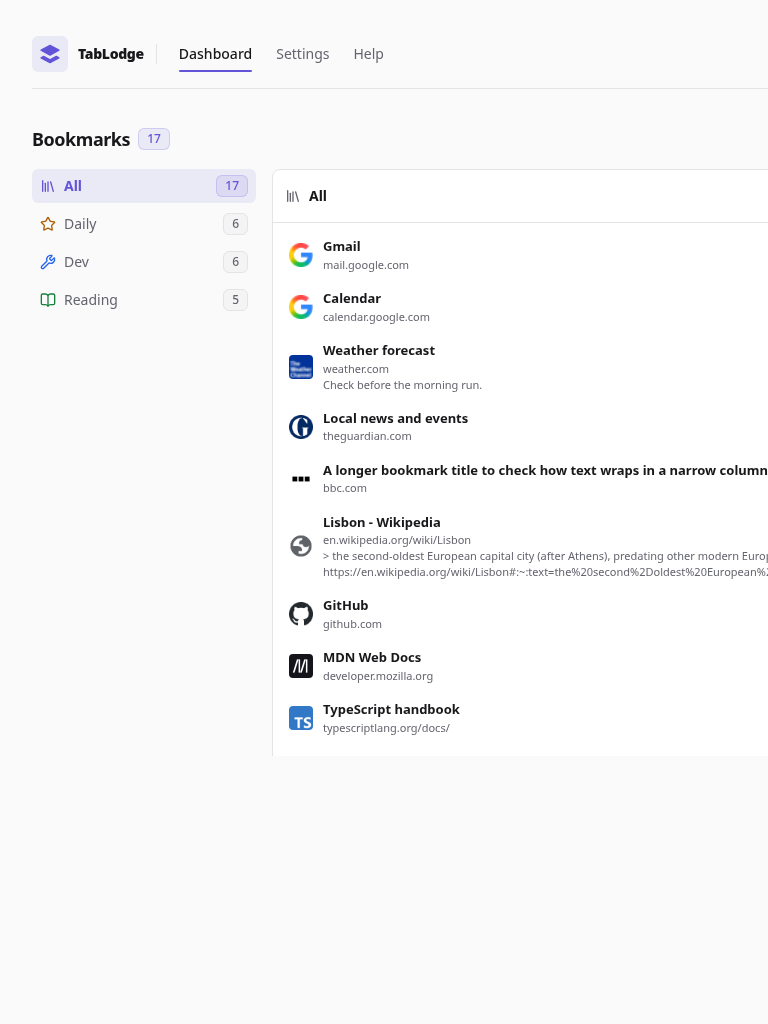 TabLodge
Dashboard
Settings
Help
Bookmarks
17
All
17
Daily
6
Dev
6
Reading
5
All
Gmail
mail.google.com
Calendar
calendar.google.com
The Weather Channel
Weather forecast
weather.com
Check before the morning run.
Local news and events
theguardian.com
A longer bookmark title to check how text wraps in a narrow column
bbc.com
Lisbon - Wikipedia
en.wikipedia.org/wiki/Lisbon
> the second-oldest European capital city (after Athens), predating other modern Europ
https://en.wikipedia.org/wiki/Lisbon#:~:text=the%20second%2Doldest%20European%2
GitHub
github.com
MDN Web Docs
developer.mozilla.org
TS
TypeScript handbook
typescriptlang.org/docs/